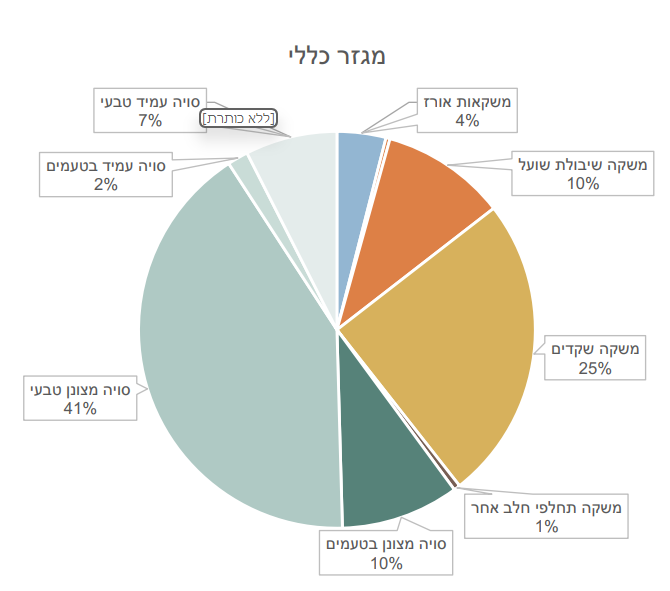 מגזר כללי
משקאות אורז
4%
סויה עמיד טבעי
7%
[ללא כותרת]
משקה שיבולת שועל
10%
סויה עמיד בטעמים
2%
משקה שקדים
25%
סויה מצונן טבעי
41%
משקה תחלפי חלב אחר
1%
סויה מצונן בטעמים
10%